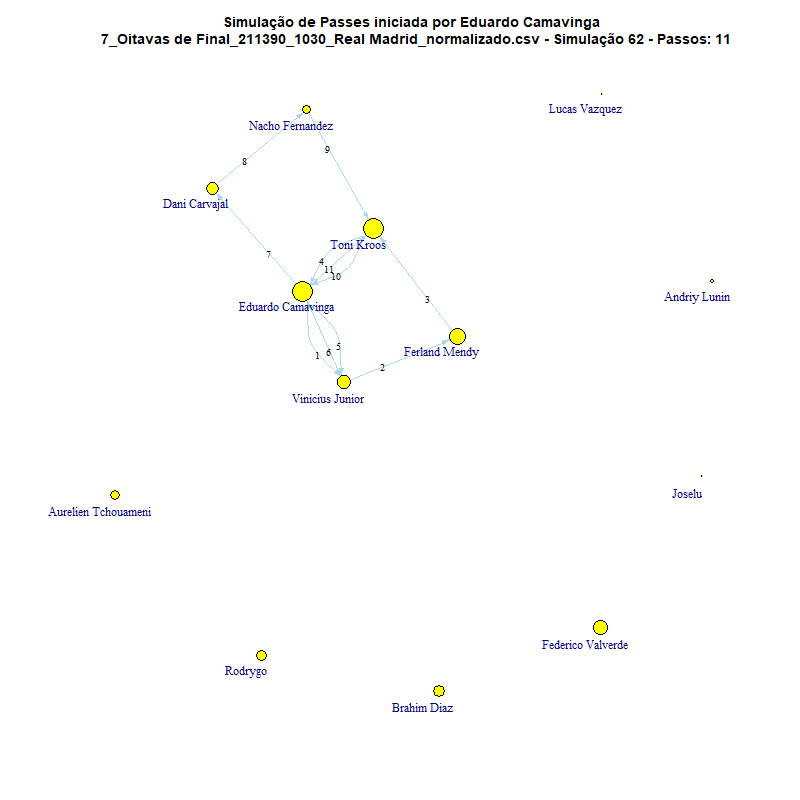 Simulação de Passes iniciada por Eduardo Camavinga
7_Oitavas de Final_211390_1030_Real Madrid_normalizado.csv - Simulação 62 - Passos: 11
Lucas Vazquez
Nacho Fernandez
9
8
Dani Carvajal
Toni Kroos
7
4
11
10
Andriy Lunin
3
Eduardo Camavinga
5
6
1
Ferland Mendy
2
Vinicius Junior
Joselu
Aurelien Tchouameni
Federico Valverde
Rodrygo
Brahim Diaz